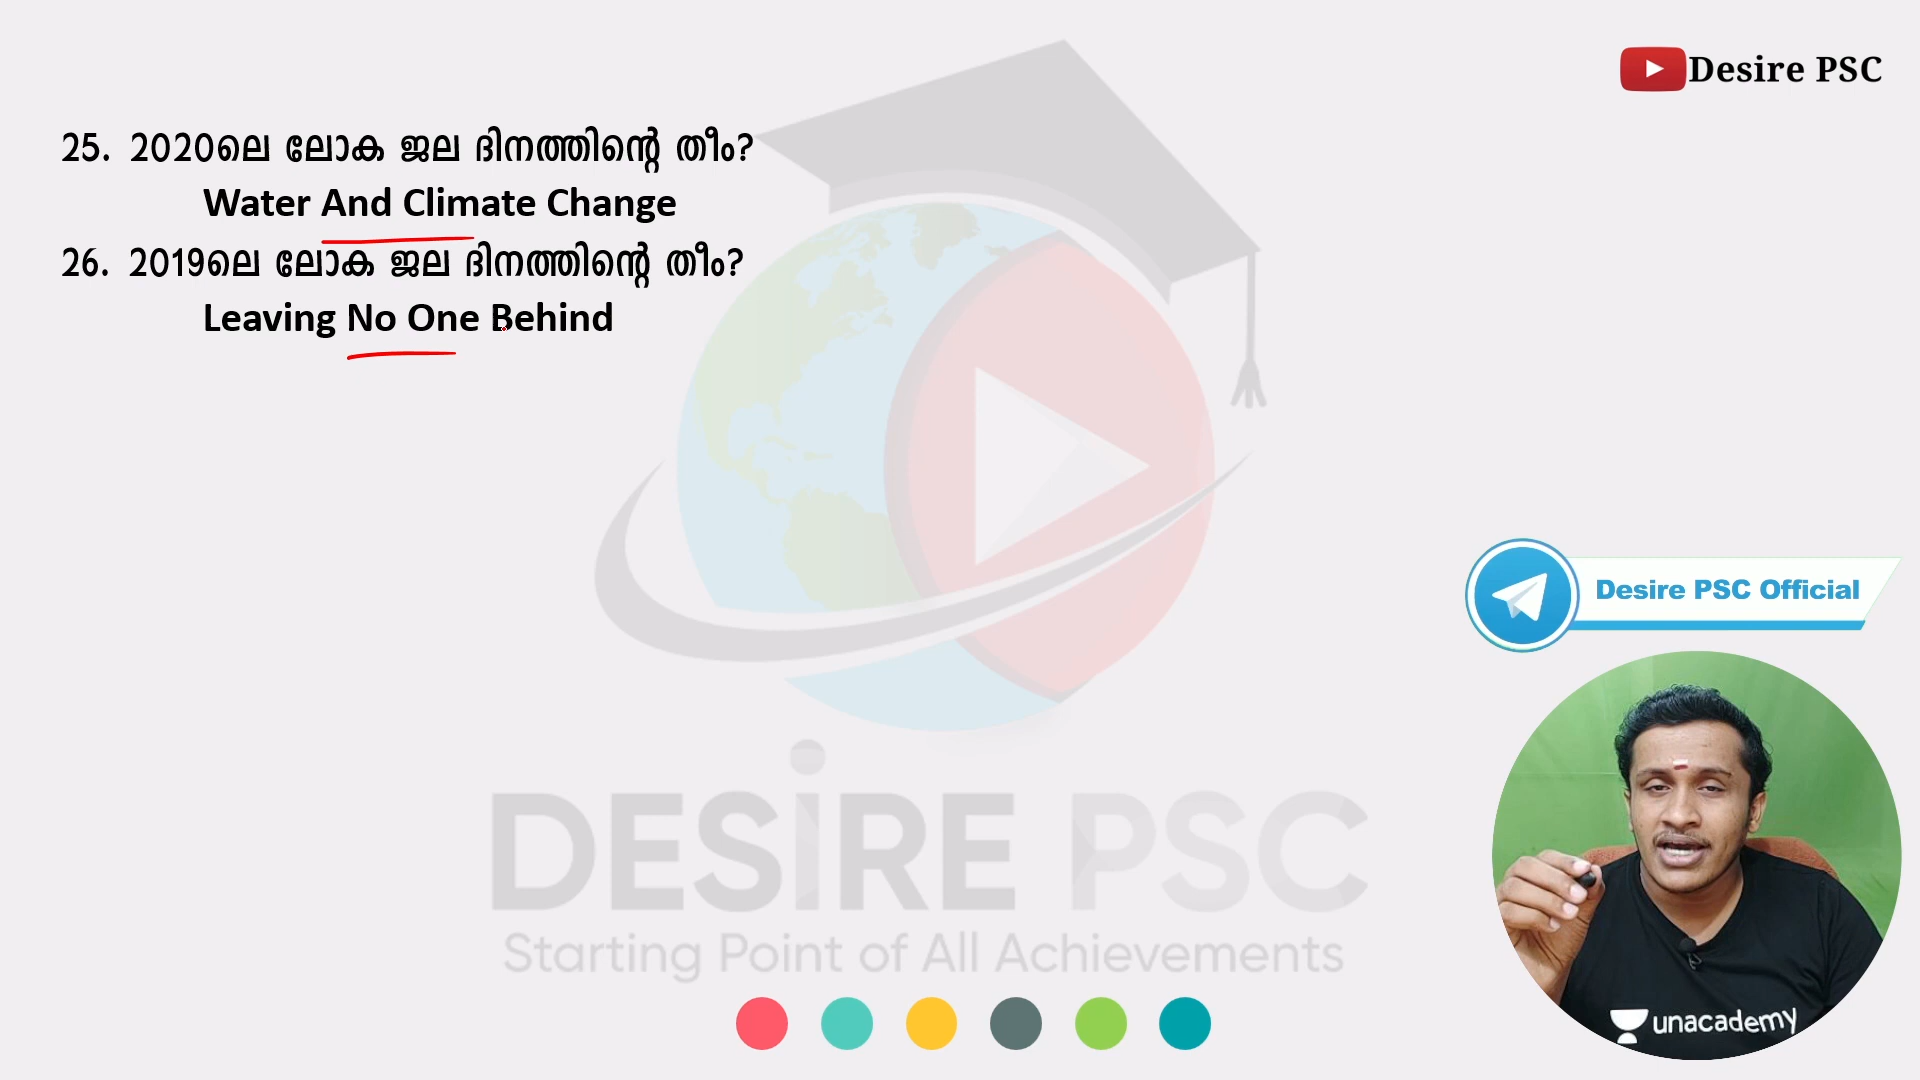 Desire PSC
25. 2020ലെ ലോക ജല ദിനത്തിന്റെ തീം?
Water And Climate Change
26. 2019ലെ ലോക ജല ദിനത്തിന്റെ തീം?
Leaving No One Behind
Desire PSC Official
DESiRE PSC
Starting Point of All Achievements
unacademy